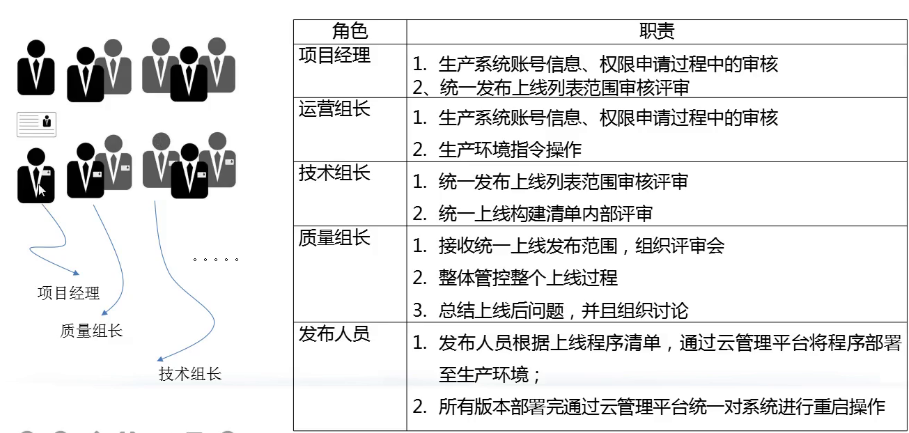 角色 职责
项目经理
1. 生产系统账号信息、权限申请过程中的审核
2、统一发布上线列表范围审核评审
运营组长
1. 生产系统账号信息、权限申请过程中的审核
2. 生产环境指令操作
技术组长
1. 统一发布上线列表范围审核评审
2. 统一上线构建清单内部评审
质量组长
1. 接收统一上线发布范围，组织评审会
2. 整体管控整个上线过程
3. 总结上线后问题，并且组织讨论
发布人员
1. 发布人员根据上线程序清单，通过云管理平台将程序部署
至生产环境；
2. 所有版本部署完通过云管理平台统一对系统进行重启操作
。。。。。
项目经理
质量组长
技术组长